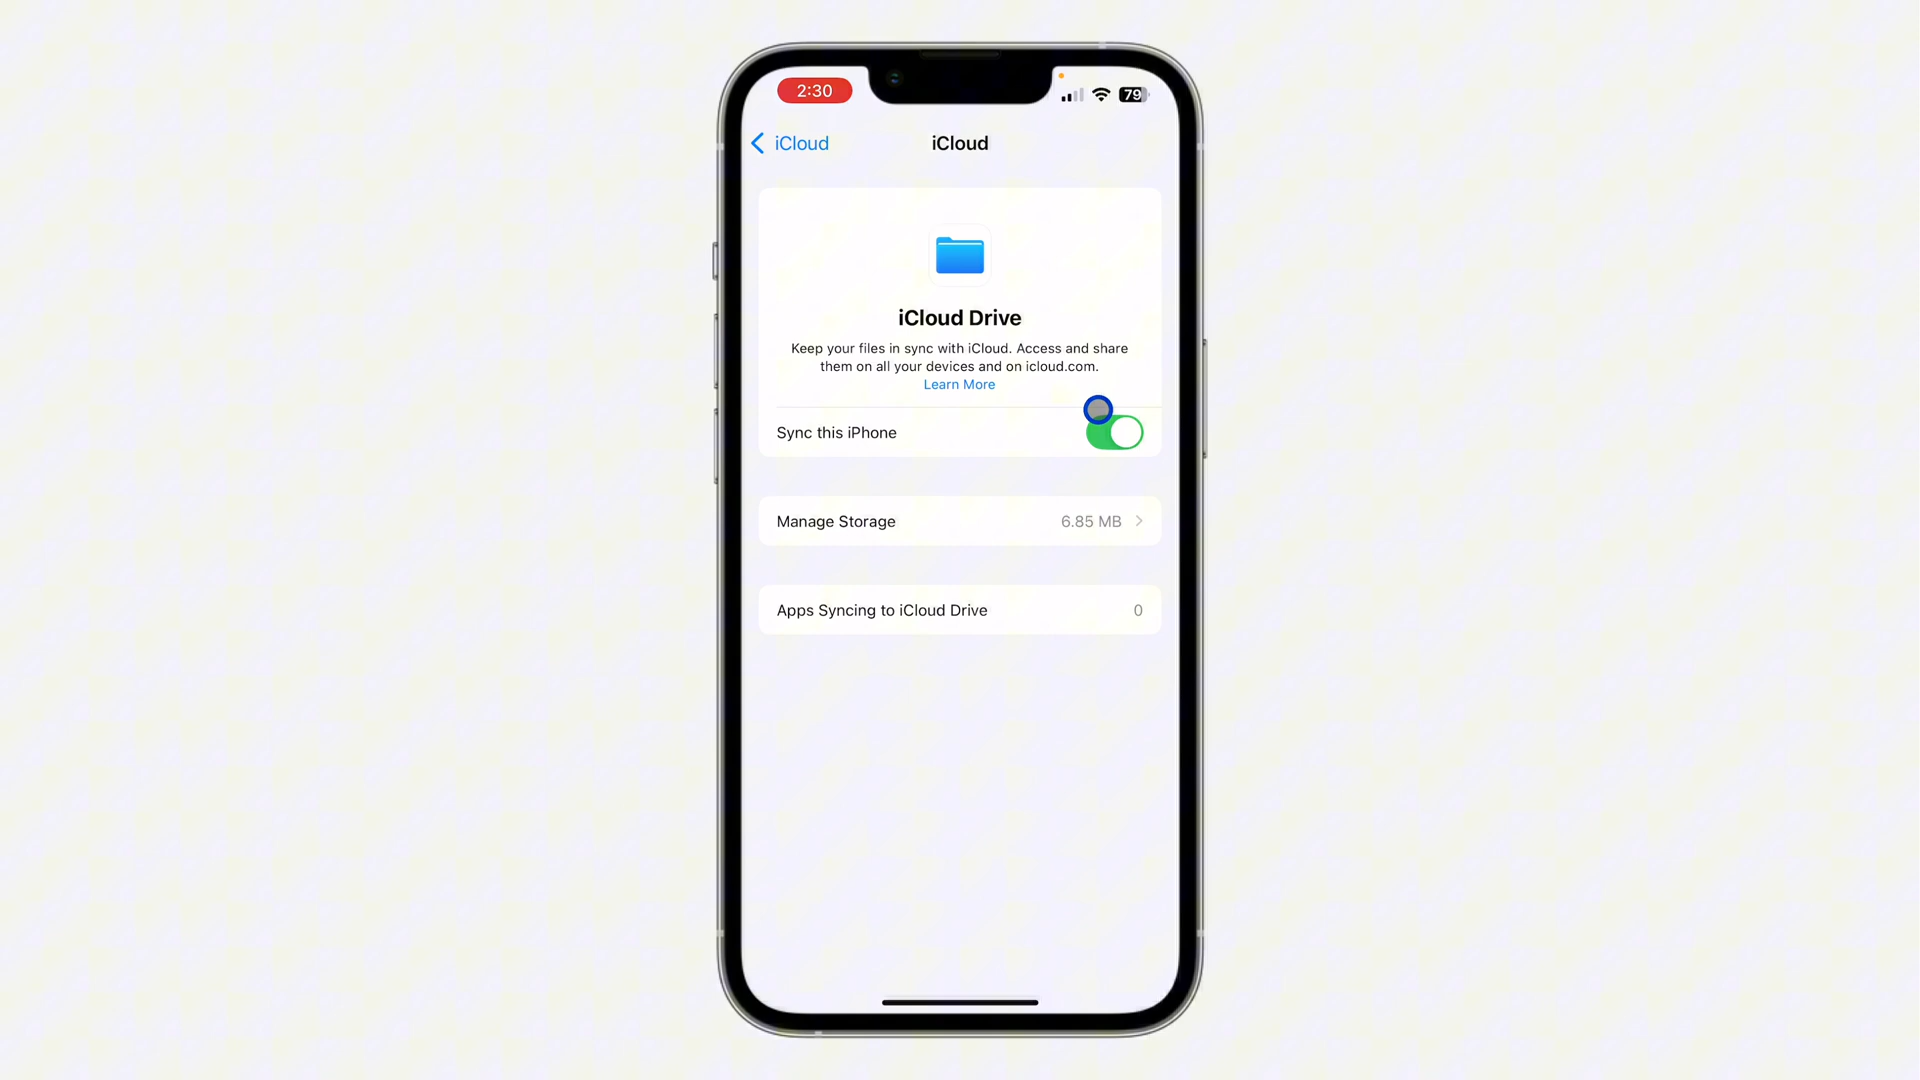 2:30
79
iCloud
iCloud
iCloud Drive
Keep your files in sync with iCloud. Access and share
them on all your devices and on icloud.com.
Learn More
Sync this iPhone
Manage Storage 6.85 MB
Apps Syncing to iCloud Drive 0